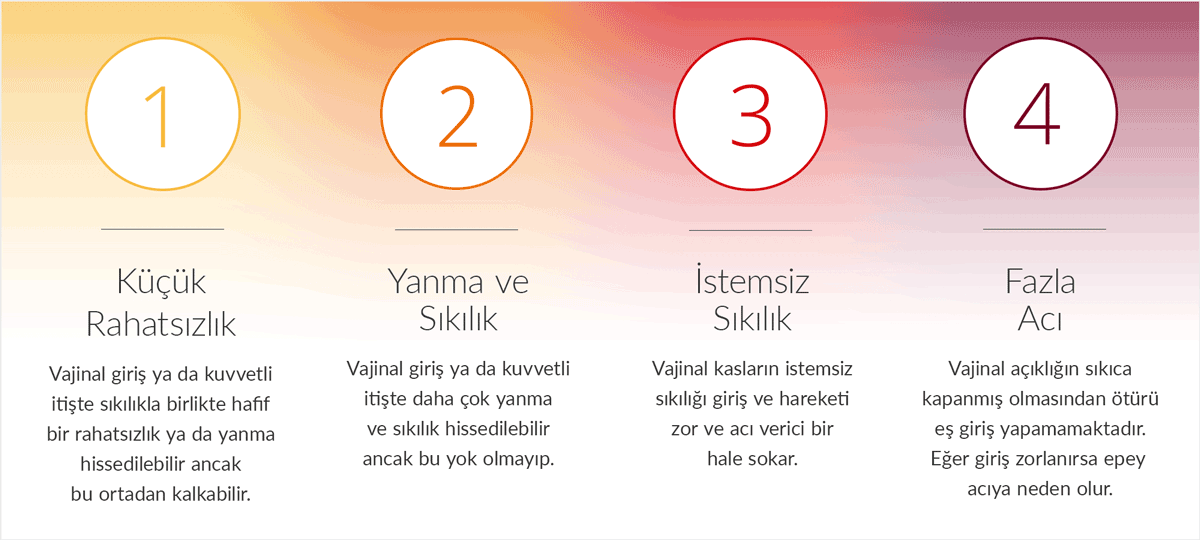 1
Küçük
Rahatsızlık
Vajinal giriş ya da kuvvetli
itişte sıkılıkla birlikte hafif
bir rahatsızlık ya da yanma
hissedilebilir ancak
bu ortadan kalkabilir.
2
Yanma ve
Sıkılık
Vajinal giriş ya da kuvvetli
itişte daha çok yanma
ve sıkılık hissedilebilir
ancak bu yok olmayıp.
3
İstemsiz
Sıkılık
Vajinal kasların istemsiz
sıkılığı giriş ve hareketi
zor ve acı verici bir
hale sokar.
4
Fazla
Acı
Vajinal açıklığın sıkıca
kapanmış olmasından ötürü
eş giriş yapamamaktadır.
Eğer giriş zorlanırsa epey
acıya neden olur.